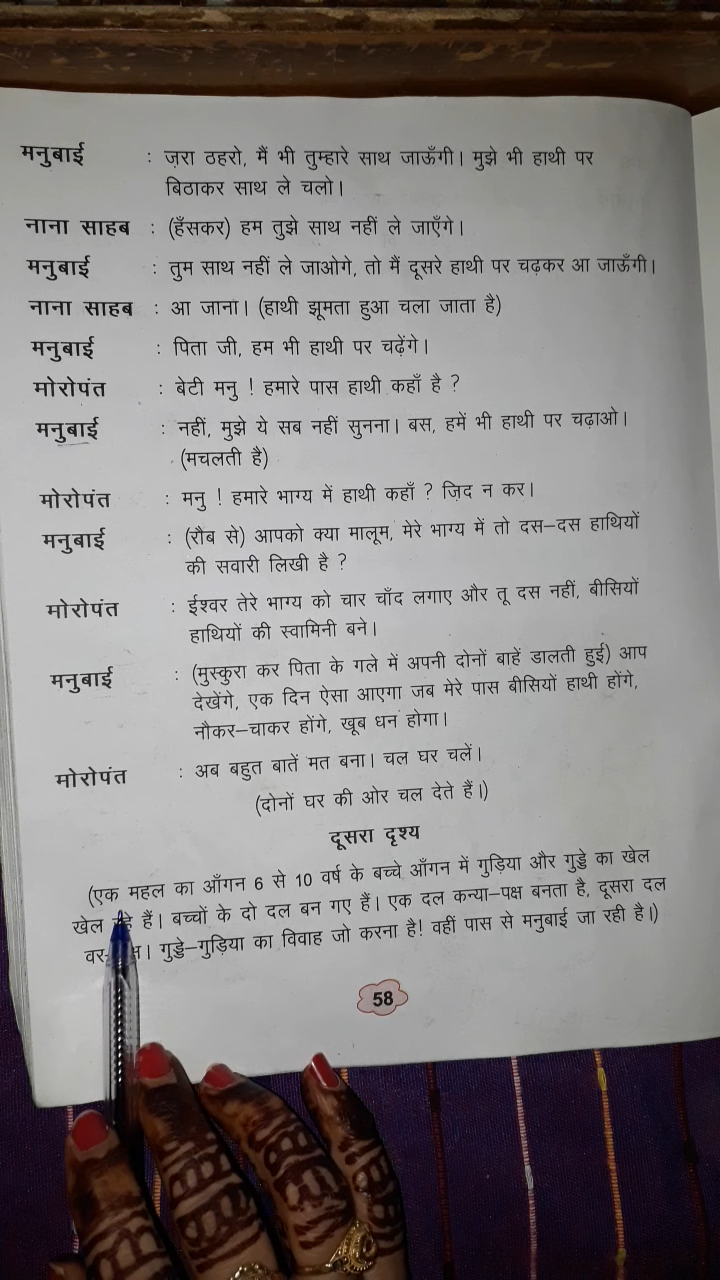 मनुबाई : ज़रा ठहरो, मैं भी तुम्हारे साथ जाऊँगी। मुझे भी हाथी पर
बिठाकर साथ ले चलो।
नाना साहब : (हँसकर) हम तुझे साथ नहीं ले जाएँगे।
मनुबाई : तुम साथ नहीं ले जाओगे, तो मैं दूसरे हाथी पर चढ़कर आ जाऊँगी।
नाना साहब : आ जाना। (हाथी झूमता हुआ चला जाता है)
मनुबाई : पिता जी, हम भी हाथी पर चढ़ेंगे।
मोरोपंत : बेटी मनु ! हमारे पास हाथी कहाँ है ?
मनुबाई : नहीं, मुझे ये सब नहीं सुनना। बस, हमें भी हाथी पर चढ़ाओ।
(मचलती है)
मोरोपंत : मनु ! हमारे भाग्य में हाथी कहाँ ? ज़िद न कर।
मनुबाई : (रौब से) आपको क्या मालूम, मेरे भाग्य में तो दस–दस हाथियों
की सवारी लिखी है ?
मोरोपंत : ईश्वर तेरे भाग्य को चार चाँद लगाए और तू दस नहीं, बीसियों
हाथियों की स्वामिनी बने।
मनुबाई : (मुस्कुरा कर पिता के गले में अपनी दोनों बाहें डालती हुई) आप
देखेंगे, एक दिन ऐसा आएगा जब मेरे पास बीसियों हाथी होंगे,
नौकर–चाकर होंगे, खूब धन होगा।
मोरोपंत : अब बहुत बातें मत बना। चल घर चलें।
(दोनों घर की ओर चल देते हैं।)
दूसरा दृश्य
(एक महल का आँगन 6 से 10 वर्ष के बच्चे आँगन में गुड़िया और गुड्डे का खेल
खेल रहे हैं। बच्चों के दो दल बन गए हैं। एक दल कन्या–पक्ष बनता है, दूसरा दल
वर– । गुड्डे–गुड़िया का विवाह जो करना है! वहीं पास से मनुबाई जा रही है।)
58